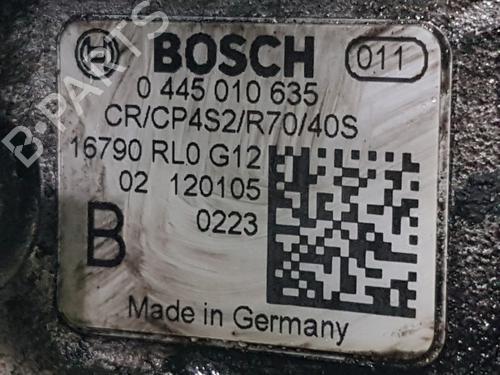 BOSCH 011
0 445 010 635
CR/CP4S2/R70/40S
16790 RL0 G12
02 120105
B 0223
Made in Germany
B-PARTS